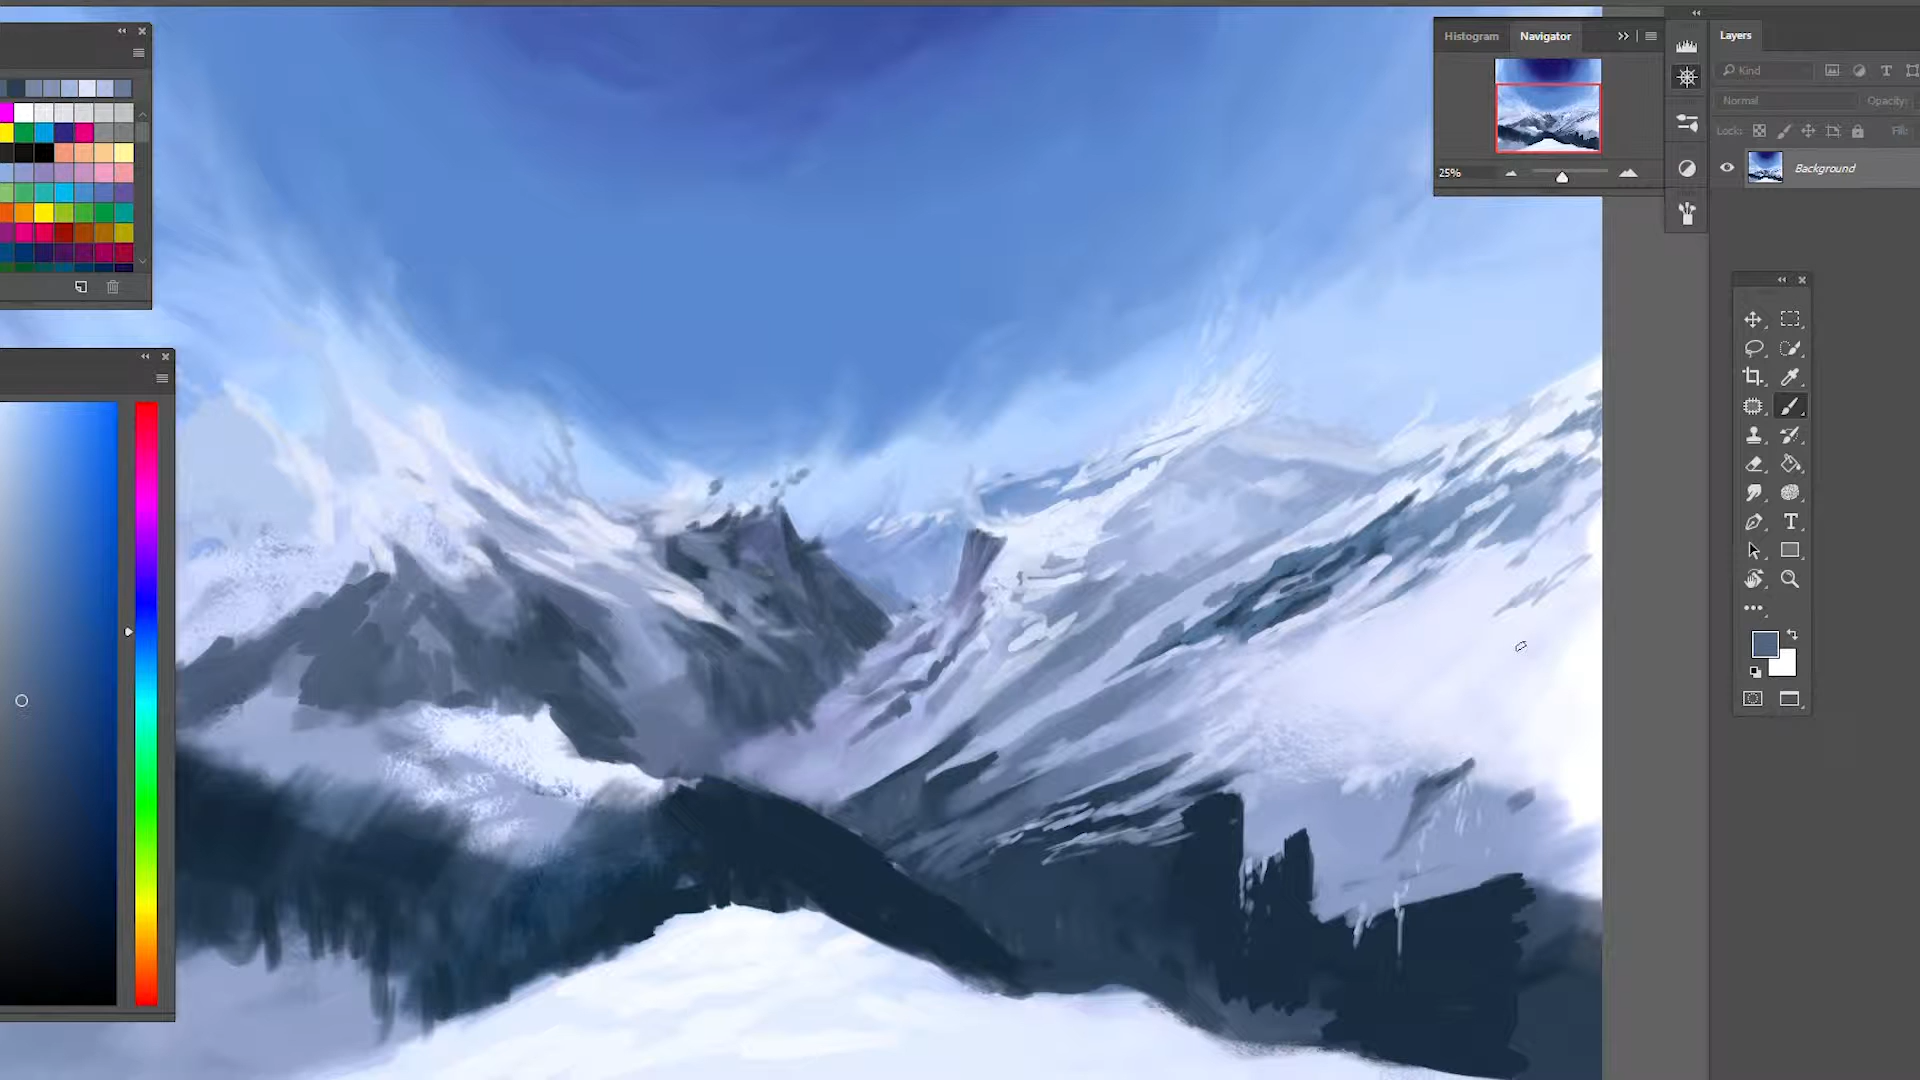 Histogram Navigator
25%
Layers
Kind
Normal Opacity:
Lock: Fill:
Background